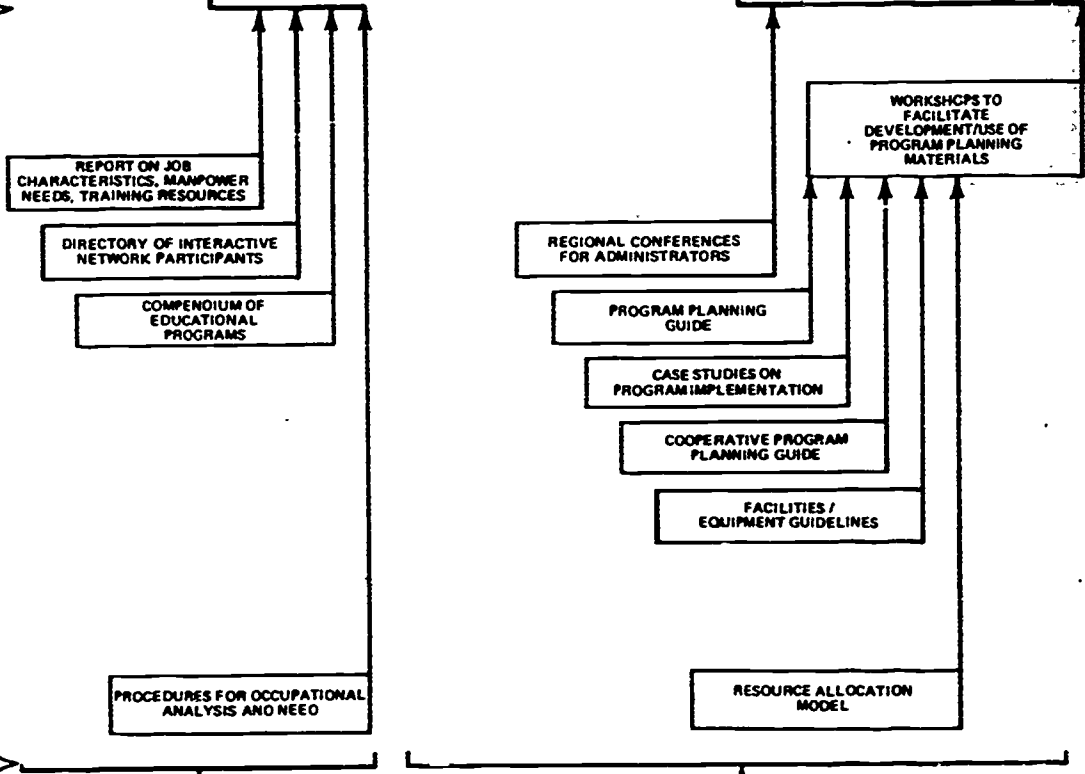 REPORT ON JOB
CHARACTERISTICS, MANPOWER
NEEDS, TRAINING RESOURCES
DIRECTORY OF INTERACTIVE
NETWORK PARTICIPANTS
COMPENDIUM OF
EDUCATIONAL
PROGRAMS
PROCEDURES FOR OCCUPATIONAL
ANALYSIS AND NEED
WORKSHOPS TO
FACILITATE
DEVELOPMENT/USE OF
PROGRAM PLANNING
MATERIALS
REGIONAL CONFERENCES
FOR ADMINISTRATORS
PROGRAM PLANNING
GUIDE
CASE STUDIES ON
PROGRAM IMPLEMENTATION
COOPERATIVE PROGRAM
PLANNING GUIDE
FACILITIES /
EQUIPMENT GUIDELINES
RESOURCE ALLOCATION
MODEL